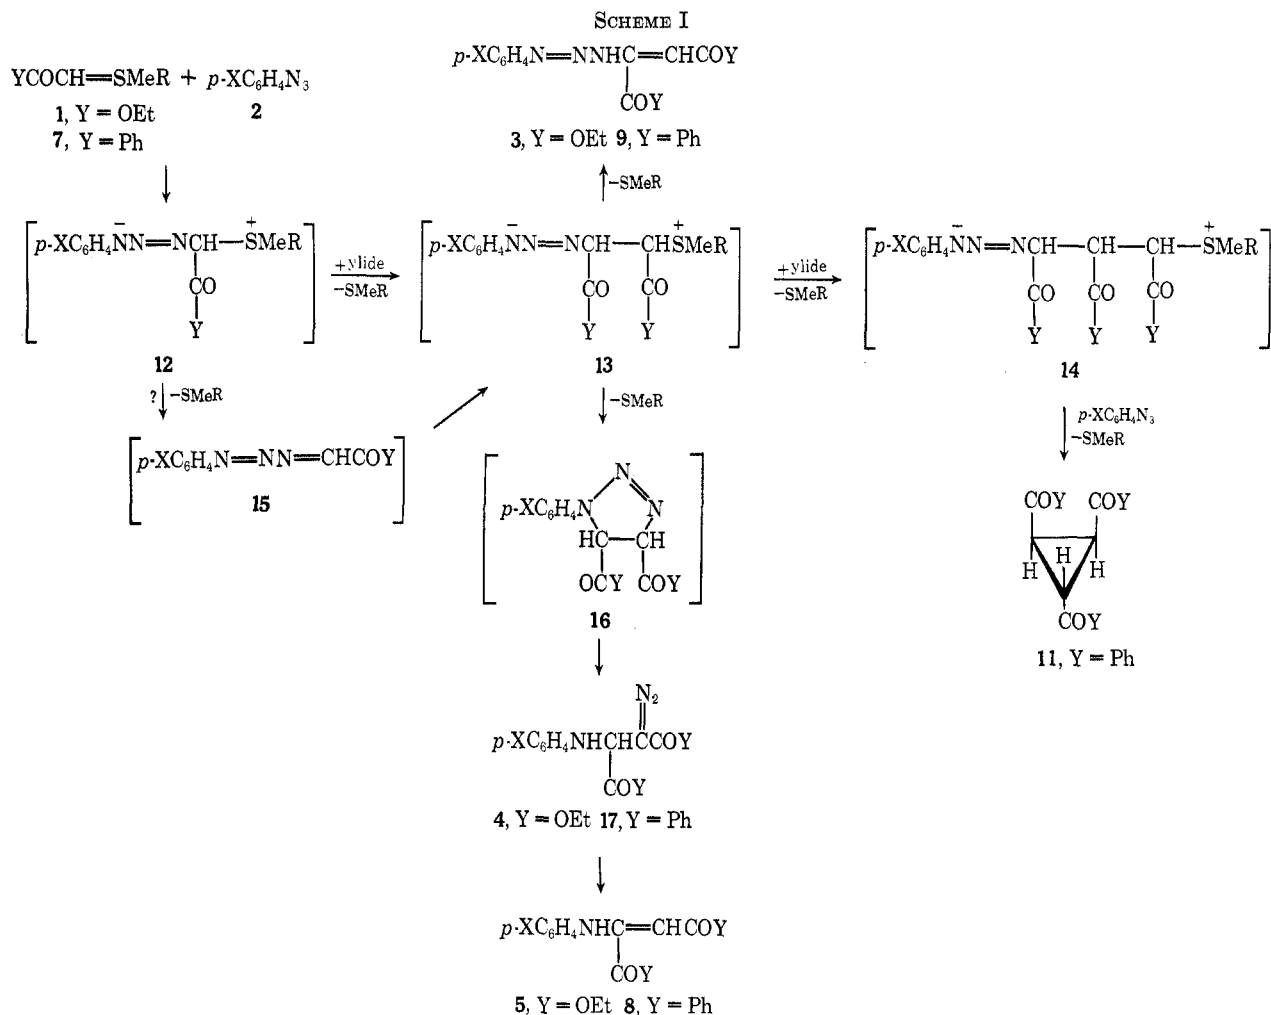 SCHEME I
YCOCH=SMeR + p-XC₆H₄N₃
1, Y = OEt 2
7, Y = Ph
p-XC₆H₄N=NNHC=CHCOY
COY
3, Y = OEt 9, Y = Ph
-SMeR
p-XC₆H₄N̄N=NCH-S⁺MeR
CO
Y
12
+ylide
-SMeR
p-XC₆H₄N̄N=NCH-CHS⁺MeR
CO CO
Y Y
13
+ylide
-SMeR
p-XC₆H₄N̄N=NCH-CH-CH-S⁺MeR
CO CO CO
Y Y Y
14
? -SMeR
p-XC₆H₄N=NN=CHCOY
15
-SMeR
N
p-XC₆H₄N N
HC-CH
OCY COY
16
p-XC₆H₄N₃
-SMeR
COY COY
H H H
COY
11, Y = Ph
N₂
p-XC₆H₄NHCHCCOY
COY
4, Y = OEt 17, Y = Ph
p-XC₆H₄NHC=CHCOY
COY
5, Y = OEt 8, Y = Ph